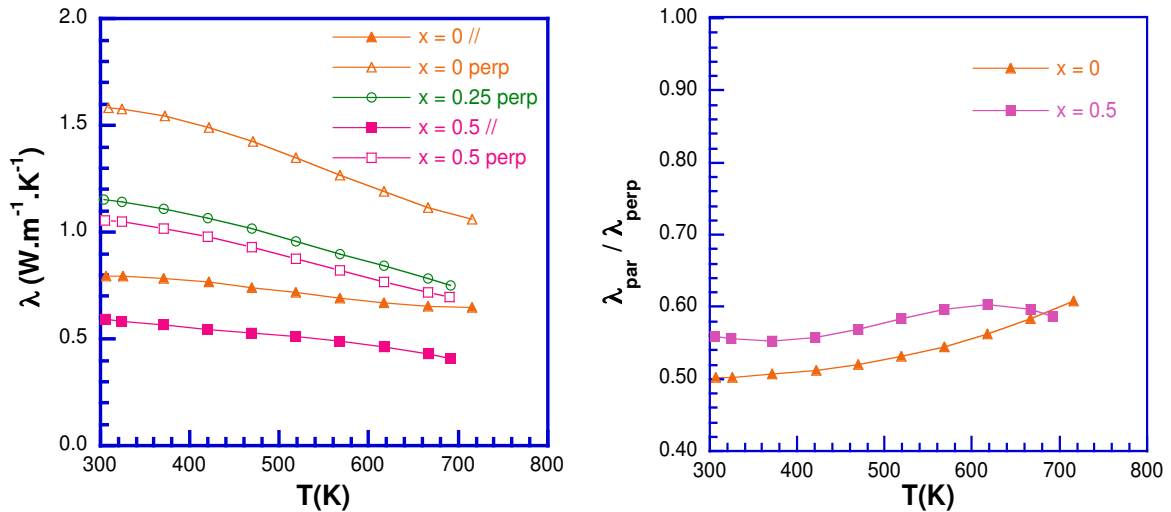 2.0
1.5
1.0
0.5
0.0
λ (W.m⁻¹.K⁻¹)
x = 0 //
x = 0 perp
x = 0.25 perp
x = 0.5 //
x = 0.5 perp
300 400 500 600 700 800
T(K)
1.00
0.90
0.80
0.70
0.60
0.50
0.40
λpar / λperp
x = 0
x = 0.5
300 400 500 600 700 800
T(K)